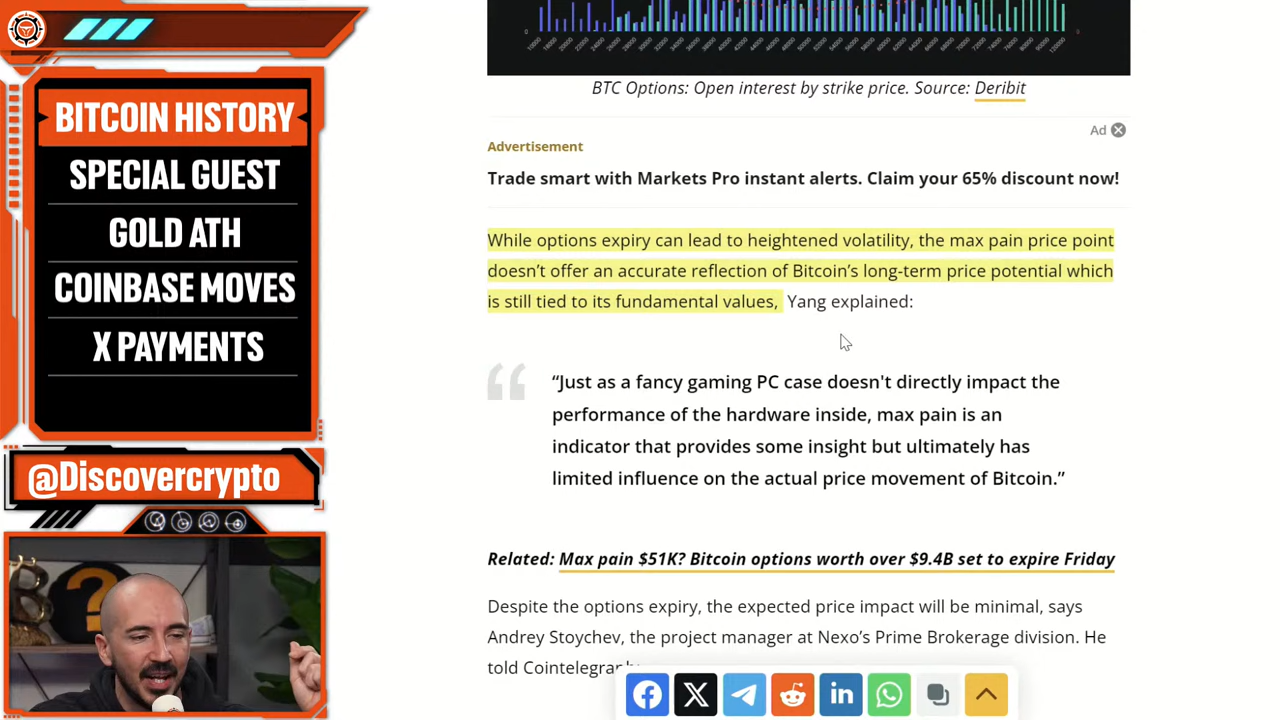 BITCOIN HISTORY
SPECIAL GUEST
GOLD ATH
COINBASE MOVES
X PAYMENTS
@Discovercrypto
BTC Options: Open interest by strike price. Source: Deribit
Ad
Advertisement
Trade smart with Markets Pro instant alerts. Claim your 65% discount now!
While options expiry can lead to heightened volatility, the max pain price point
doesn’t offer an accurate reflection of Bitcoin’s long-term price potential which
is still tied to its fundamental values, Yang explained:
“Just as a fancy gaming PC case doesn't directly impact the
performance of the hardware inside, max pain is an
indicator that provides some insight but ultimately has
limited influence on the actual price movement of Bitcoin.”
Related: Max pain $51K? Bitcoin options worth over $9.4B set to expire Friday
Despite the options expiry, the expected price impact will be minimal, says
Andrey Stoychev, the project manager at Nexo’s Prime Brokerage division. He
told Cointelegraph: